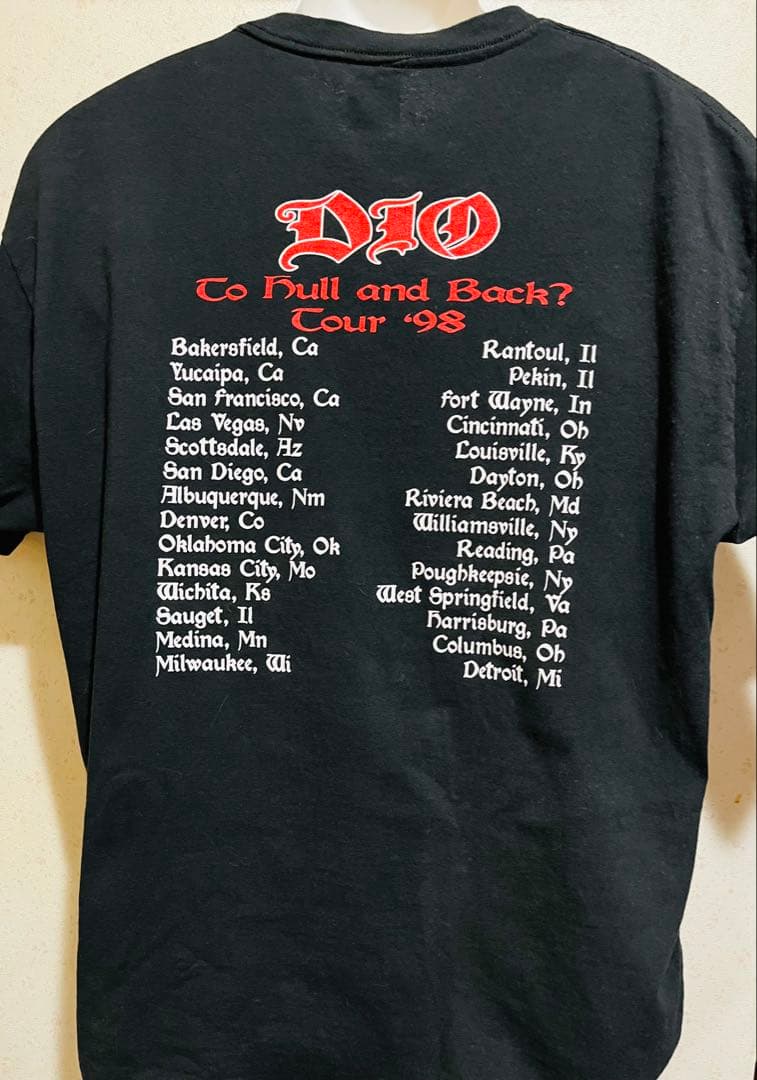 DIO
To Hull and Back?
Tour ‘98
Bakersfield, Ca
Yucaipa, Ca
San Francisco, Ca
Las Vegas, Nv
Scottsdale, Az
San Diego, Ca
Albuquerque, Nm
Denver, Co
Oklahoma City, Ok
Kansas City, Mo
Wichita, Ks
Sauget, Il
Medina, Mn
Milwaukee, Wi
Rantoul, Il
Pekin, Il
Fort Wayne, In
Cincinnati, Oh
Louisville, Ky
Dayton, Oh
Riviera Beach, Md
Williamsville, Ny
Reading, Pa
Poughkeepsie, Ny
West Springfield, Va
Harrisburg, Pa
Columbus, Oh
Detroit, Mi